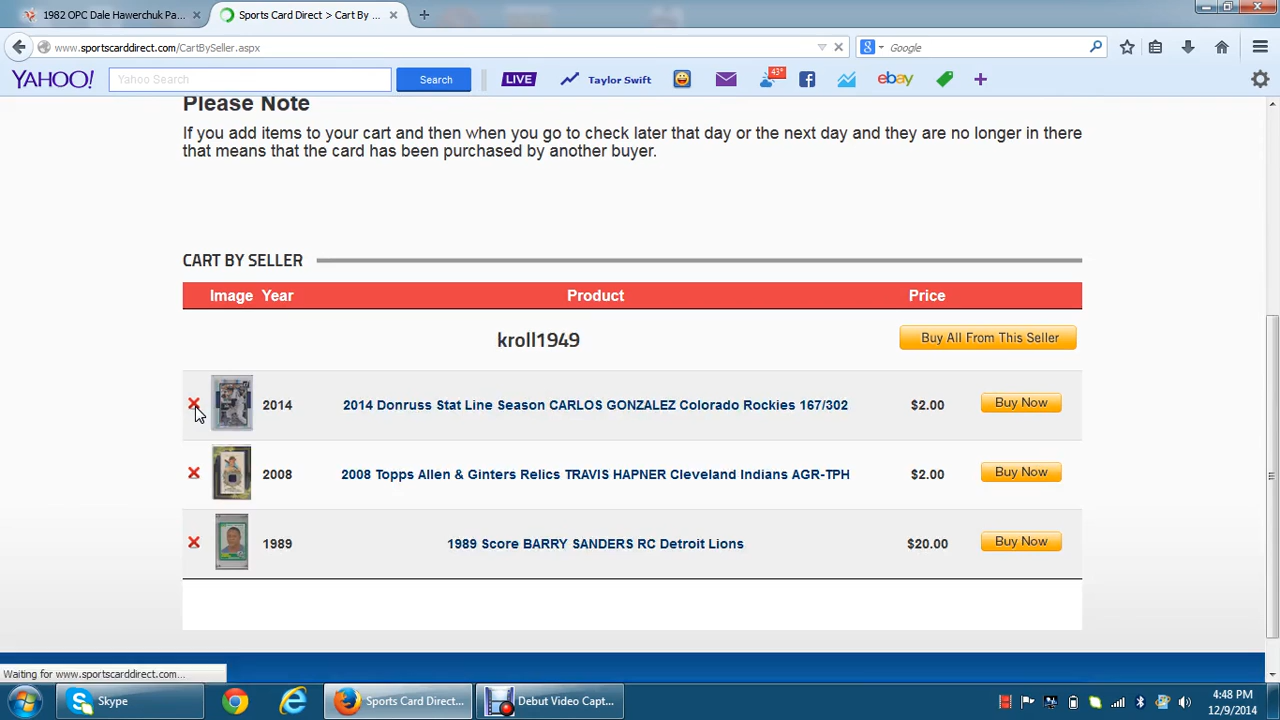 1982 OPC Dale Hawerchuk Pa...
Sports Card Direct > Cart By ...
www.sportscarddirect.com/CartBySeller.aspx
Google
YAHOO!
Yahoo Search
Search
LIVE
Taylor Swift
43°
ebay
Please Note
If you add items to your cart and then when you go to check later that day or the next day and they are no longer in there
that means that the card has been purchased by another buyer.
CART BY SELLER
Image Year Product Price
kroll1949
Buy All From This Seller
2014 2014 Donruss Stat Line Season CARLOS GONZALEZ Colorado Rockies 167/302 $2.00 Buy Now
2008 2008 Topps Allen & Ginters Relics TRAVIS HAPNER Cleveland Indians AGR-TPH $2.00 Buy Now
1989 1989 Score BARRY SANDERS RC Detroit Lions $20.00 Buy Now
Waiting for www.sportscarddirect.com...
Skype
Sports Card Direct...
Debut Video Capt...
4:48 PM
12/9/2014